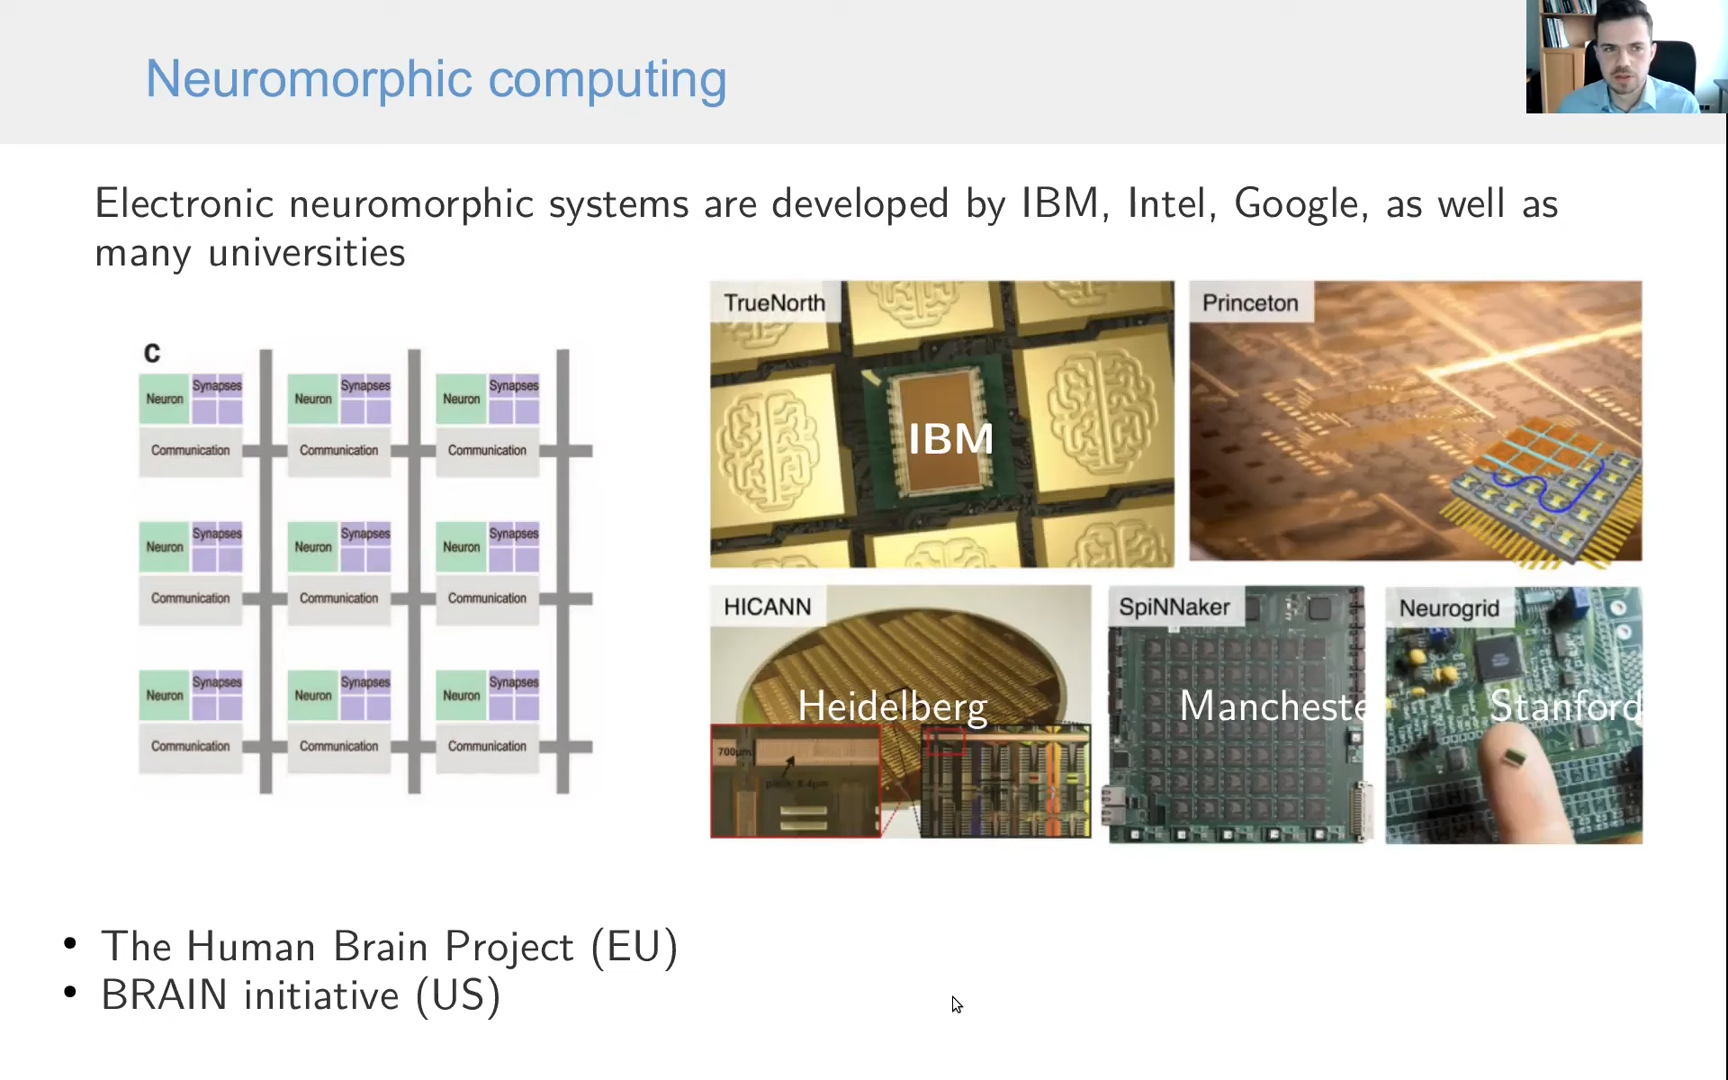 Neuromorphic computing
Electronic neuromorphic systems are developed by IBM, Intel, Google, as well as
many universities
C
Neuron Synapses Neuron Synapses Neuron Synapses
Communication Communication Communication
Neuron Synapses Neuron Synapses Neuron Synapses
Communication Communication Communication
Neuron Synapses Neuron Synapses Neuron Synapses
Communication Communication Communication
TrueNorth
IBM
Princeton
HICANN
Heidelberg
700µm
SpiNNaker
Mancheste
Neurogrid
Stanford
• The Human Brain Project (EU)
• BRAIN initiative (US)